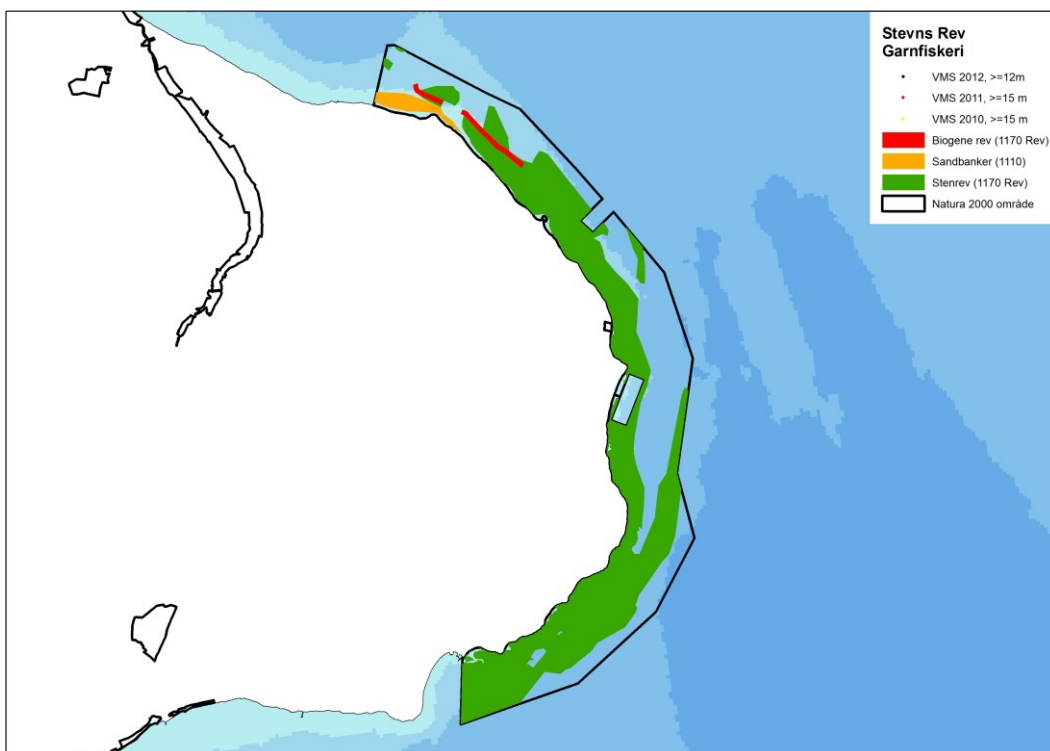 Stevns Rev
Garnfiskeri
VMS 2012, >=12m
VMS 2011, >=15 m
VMS 2010, >=15 m
Biogene rev (1170 Rev)
Sandbanker (1110)
Stenrev (1170 Rev)
Natura 2000 område